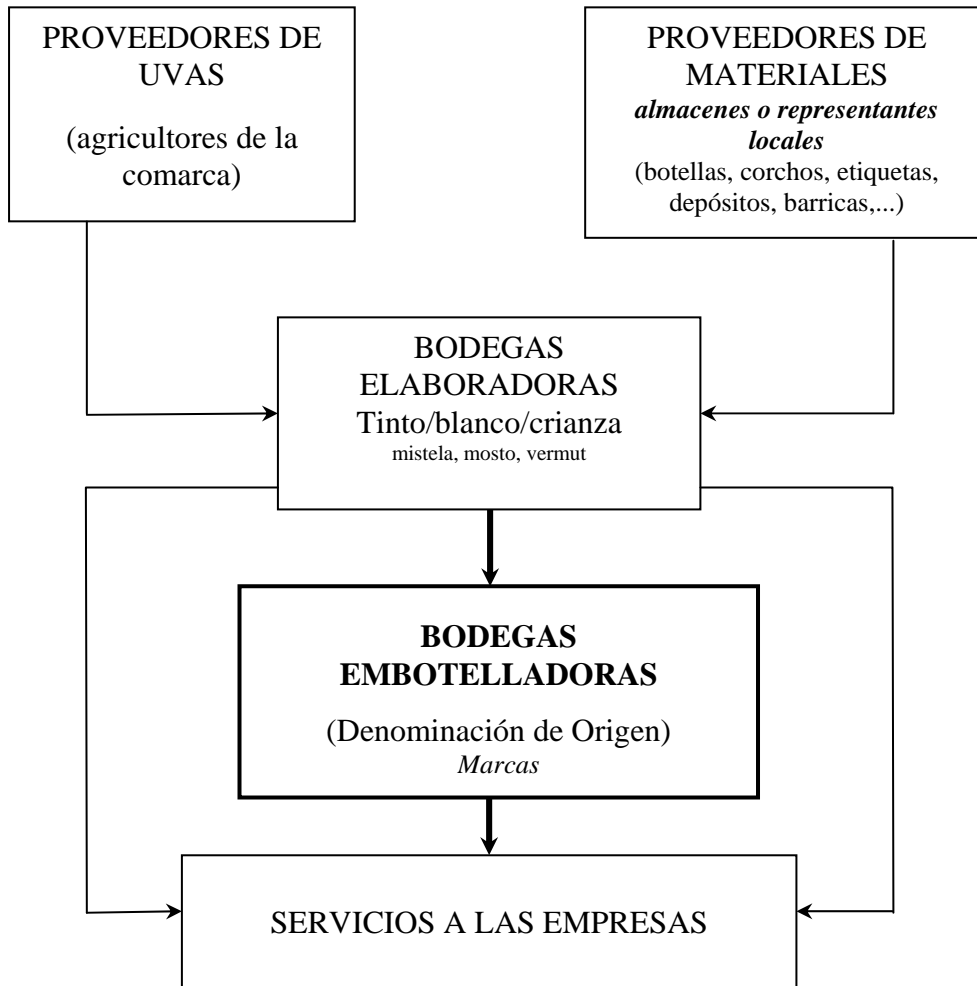 PROVEEDORES DE
UVAS
(agricultores de la
comarca)
PROVEEDORES DE
MATERIALES
almacenes o representantes
locales
(botellas, corchos, etiquetas,
depósitos, barricas,...)
BODEGAS
ELABORADORAS
Tinto/blanco/crianza
mistela, mosto, vermut
BODEGAS
EMBOTELLADORAS
(Denominación de Origen)
Marcas
SERVICIOS A LAS EMPRESAS